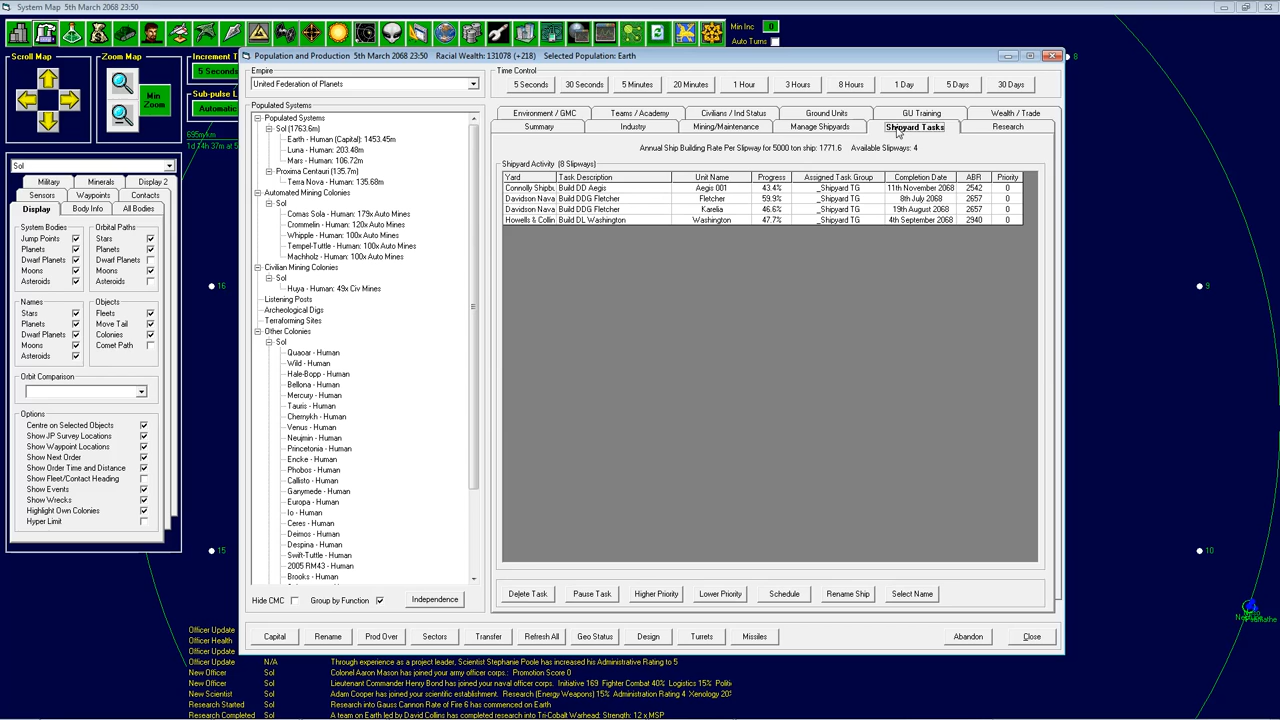 System Map  5th March 2068 23:50
Min Inc 0
Auto Turns
Scroll Map
Zoom Map
Min Zoom
Increment T
5 Seconds
Sub-pulse L
Automatic
695mkm
1d 14h 37m at 5
Sol
Military Minerals Display 2
Sensors Waypoints Contacts
Display Body Info All Bodies
System Bodies Orbital Paths
Jump Points Stars
Planets Planets
Dwarf Planets Dwarf Planets
Moons Moons
Asteroids Asteroids
Names Objects
Stars Fleets
Planets Move Tail
Dwarf Planets Colonies
Moons Comet Path
Asteroids
Orbit Comparison
Options
Centre on Selected Objects
Show JP Survey Locations
Show Waypoint Locations
Show Next Order
Show Order Time and Distance
Show Fleet/Contact Heading
Show Events
Show Wrecks
Highlight Own Colonies
Hyper Limit
Population and Production  5th March 2068 23:50  Racial Wealth: 131078 (+218)  Selected Population: Earth
Empire
United Federation of Planets
Time Control
5 Seconds 30 Seconds 5 Minutes 20 Minutes 1 Hour 3 Hours 8 Hours 1 Day 5 Days 30 Days
Populated Systems
Populated Systems
Sol (1763.6m)
Earth - Human (Capital): 1453.45m
Luna - Human: 203.48m
Mars - Human: 106.72m
Proxima Centauri (135.7m)
Terra Nova - Human: 135.68m
Automated Mining Colonies
Sol
Comas Sola - Human: 179x Auto Mines
Crommelin - Human: 120x Auto Mines
Whipple - Human: 100x Auto Mines
Tempel-Tuttle - Human: 100x Auto Mines
Machholz - Human: 100x Auto Mines
Civilian Mining Colonies
Sol
Huya - Human: 49x Civ Mines
Listening Posts
Archeological Digs
Terraforming Sites
Other Colonies
Sol
Quaoar - Human
Wild - Human
Hale-Bopp - Human
Bellona - Human
Mercury - Human
Tauris - Human
Chernykh - Human
Venus - Human
Neujmin - Human
Princetonia - Human
Encke - Human
Phobos - Human
Callisto - Human
Ganymede - Human
Europa - Human
Io - Human
Ceres - Human
Deimos - Human
Despina - Human
Swift-Tuttle - Human
2005 RM43 - Human
Brooks - Human
Hide CMC Group by Function Independence
Environment / GMC Teams / Academy Civilians / Ind Status Ground Units GU Training Wealth / Trade
Summary Industry Mining/Maintenance Manage Shipyards Shipyard Tasks Research
Annual Ship Building Rate Per Slipway for 5000 ton ship: 1771.6  Available Slipways: 4
Shipyard Activity  (8 Slipways)
Yard Task Description Unit Name Progress Assigned Task Group Completion Date ABR Priority
Connolly Shipbu Build DD Aegis Aegis 001 43.4% _Shipyard TG 11th November 2068 2542 0
Davidson Nava Build DDG Fletcher Fletcher 59.9% _Shipyard TG 8th July 2068 2657 0
Davidson Nava Build DDG Fletcher Karelia 46.6% _Shipyard TG 19th August 2068 2657 0
Howells & Collin Build DL Washington Washington 47.7% _Shipyard TG 4th September 2068 2940 0
Delete Task Pause Task Higher Priority Lower Priority Schedule Rename Ship Select Name
Capital Rename Prod Over Sectors Transfer Refresh All Geo Status Design Turrets Missiles Abandon Close
8
16
9
15
10
Officer Update
Officer Health
Officer Update
Officer Update N/A Through experience as a project leader, Scientist Stephanie Poole has increased his Administrative Rating to 5
New Officer Sol Colonel Aaron Mason has joined your army officer corps.:  Promotion Score 0
New Officer Sol Lieutenant Commander Henry Bond has joined your naval officer corps.  Initiative 169  Fighter Combat 40%  Logistics 15%  Politic
New Scientist Sol Adam Cooper has joined your scientific establishment.  Research (Energy Weapons) 15%  Administration Rating 4  Xenology 20%
Research Started Sol Research into Gauss Cannon Rate of Fire 6 has commenced on Earth
Research Completed Sol A team on Earth led by David Collins has completed research into Tri-Cobalt Warhead: Strength: 12 x MSP